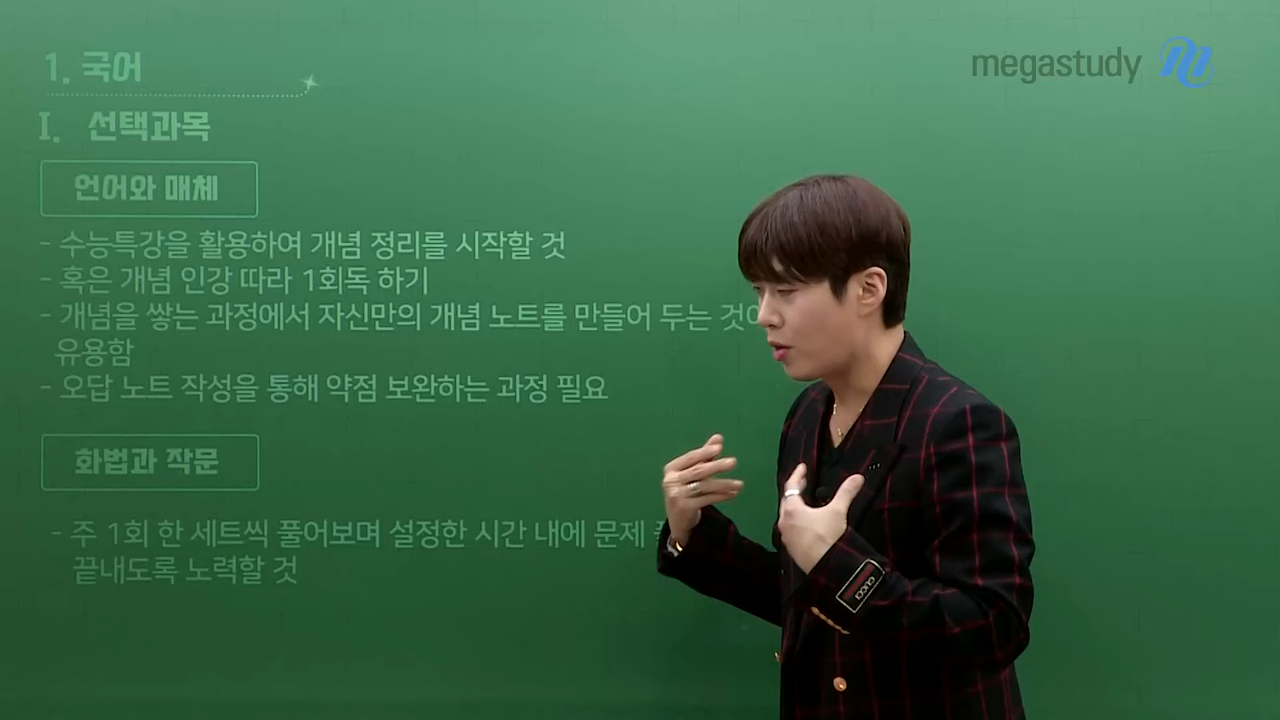 1. 국어
megastudy
I. 선택과목
언어와 매체
- 수능특강을 활용하여 개념 정리를 시작할 것
- 혹은 개념 인강 따라 1회독 하기
- 개념을 쌓는 과정에서 자신만의 개념 노트를 만들어 두는
유용함
- 오답 노트 작성을 통해 약점 보완하는 과정 필요
화법과 작문
- 주 1회 한 세트씩 풀어보며 설정한 시간 내에 문제
끝내도록 노력할 것
GUCCI